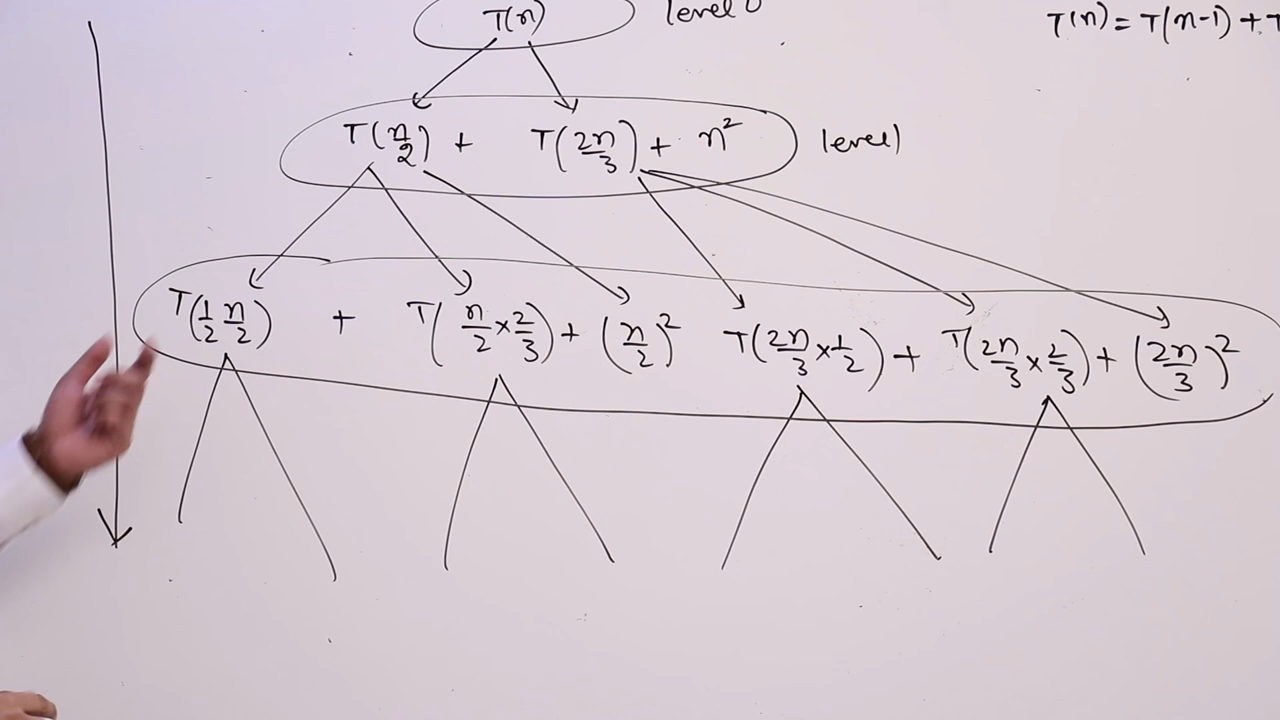 T(n) level 0
T(n) = T(n-1) + T
T(n/2) + T(2n/3) + n² level 1
T(1/2 n/2) + T(n/2 × 2/3) + (n/2)² T(2n/3 × 1/2) + T(2n/3 × 2/3) + (2n/3)²